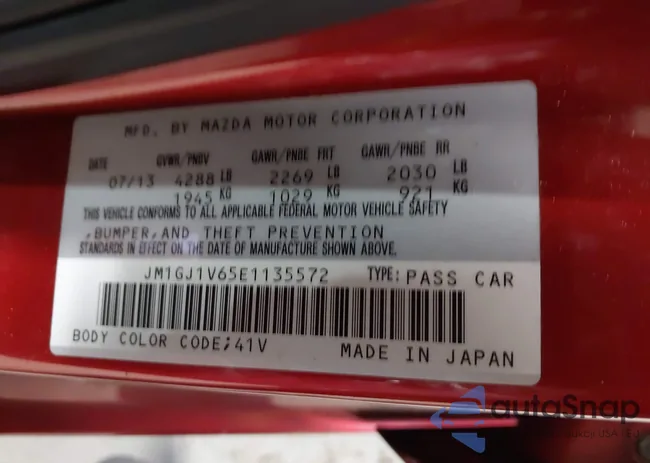 MFD. BY MAZDA MOTOR CORPORATION
DATE GVWR/PNBV GAWR/PNBE FRT GAWR/PNBE RR
07/13 4288 LB 2269 LB 2030 LB
1945 KG 1029 KG 921 KG
THIS VEHICLE CONFORMS TO ALL APPLICABLE FEDERAL MOTOR VEHICLE SAFETY
,BUMPER,AND THEFT PREVENTION
STANDARDS IN EFFECT ON THE DATE OF MANUFACTURE SHOWN ABOVE.
JM1GJ1V65E1135572 TYPE: PASS CAR
BODY COLOR CODE;41V
MADE IN JAPAN
autoSnap